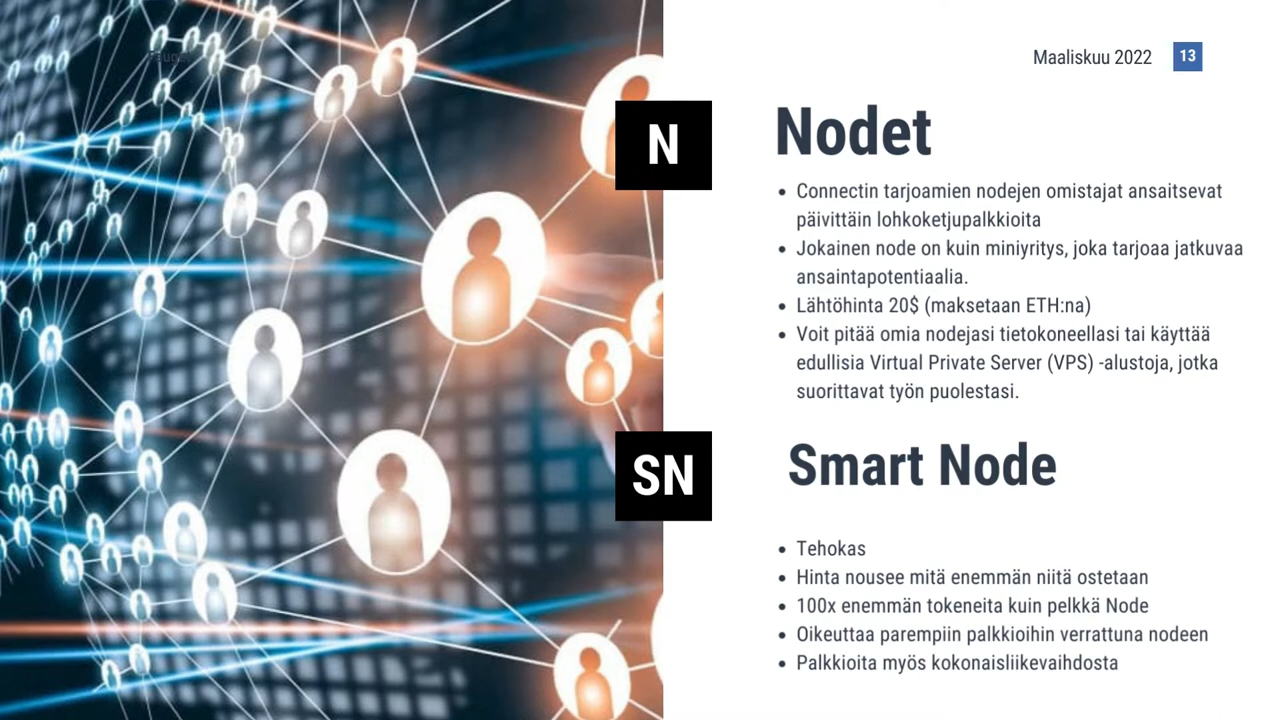 Maaliskuu 2022
13
N
Nodet
• Connectin tarjoamien nodejen omistajat ansaitsevat
päivittäin lohkoketjupalkkioita
• Jokainen node on kuin miniyritys, joka tarjoaa jatkuvaa
ansaintapotentiaalia.
• Lähtöhinta 20$ (maksetaan ETH:na)
• Voit pitää omia nodejasi tietokoneellasi tai käyttää
edullisia Virtual Private Server (VPS) -alustoja, jotka
suorittavat työn puolestasi.
SN
Smart Node
• Tehokas
• Hinta nousee mitä enemmän niitä ostetaan
• 100x enemmän tokeneita kuin pelkkä Node
• Oikeuttaa parempiin palkkioihin verrattuna nodeen
• Palkkioita myös kokonaisliikevaihdosta